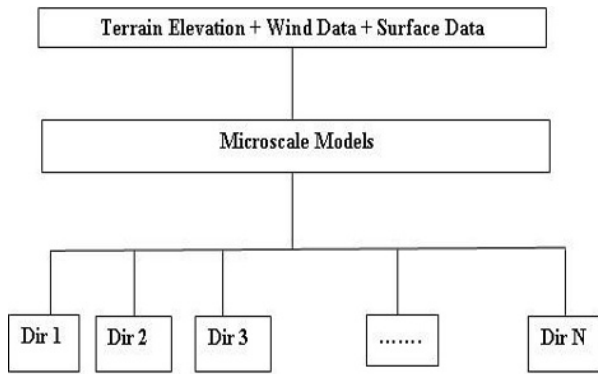 Terrain Elevation + Wind Data + Surface Data
Microscale Models
Dir 1 Dir 2 Dir 3 ....... Dir N